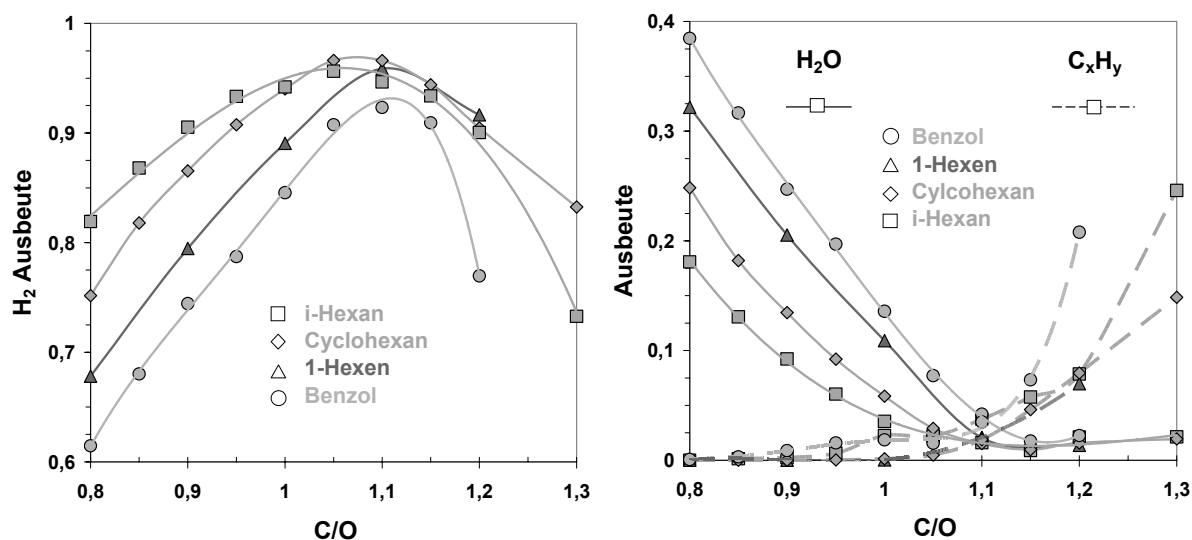 1
0,9
0,8
0,7
0,6
0,8 0,9 1 1,1 1,2 1,3
H₂ Ausbeute
C/O
i-Hexan
Cyclohexan
1-Hexen
Benzol
0,4
0,3
0,2
0,1
0
0,8 0,9 1 1,1 1,2 1,3
Ausbeute
C/O
H₂O CₓHᵧ
Benzol
1-Hexen
Cylcohexan
i-Hexan